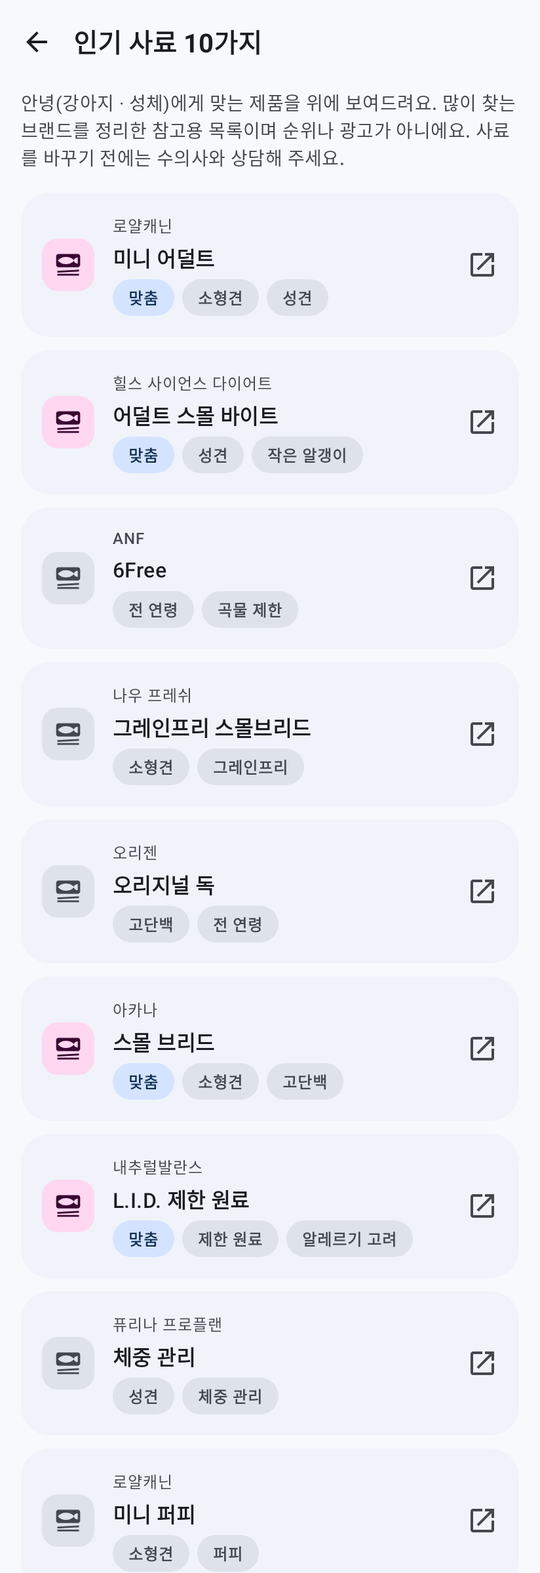 인기 사료 10가지
안녕(강아지 · 성체)에게 맞는 제품을 위에 보여드려요. 많이 찾는
브랜드를 정리한 참고용 목록이며 순위나 광고가 아니에요. 사료
를 바꾸기 전에는 수의사와 상담해 주세요.
로얄캐닌
미니 어덜트
맞춤 소형견 성견
힐스 사이언스 다이어트
어덜트 스몰 바이트
맞춤 성견 작은 알갱이
ANF
6Free
전 연령 곡물 제한
나우 프레쉬
그레인프리 스몰브리드
소형견 그레인프리
오리젠
오리지널 독
고단백 전 연령
아카나
스몰 브리드
맞춤 소형견 고단백
내추럴발란스
L.I.D. 제한 원료
맞춤 제한 원료 알레르기 고려
퓨리나 프로플랜
체중 관리
성견 체중 관리
로얄캐닌
미니 퍼피
소형견 퍼피